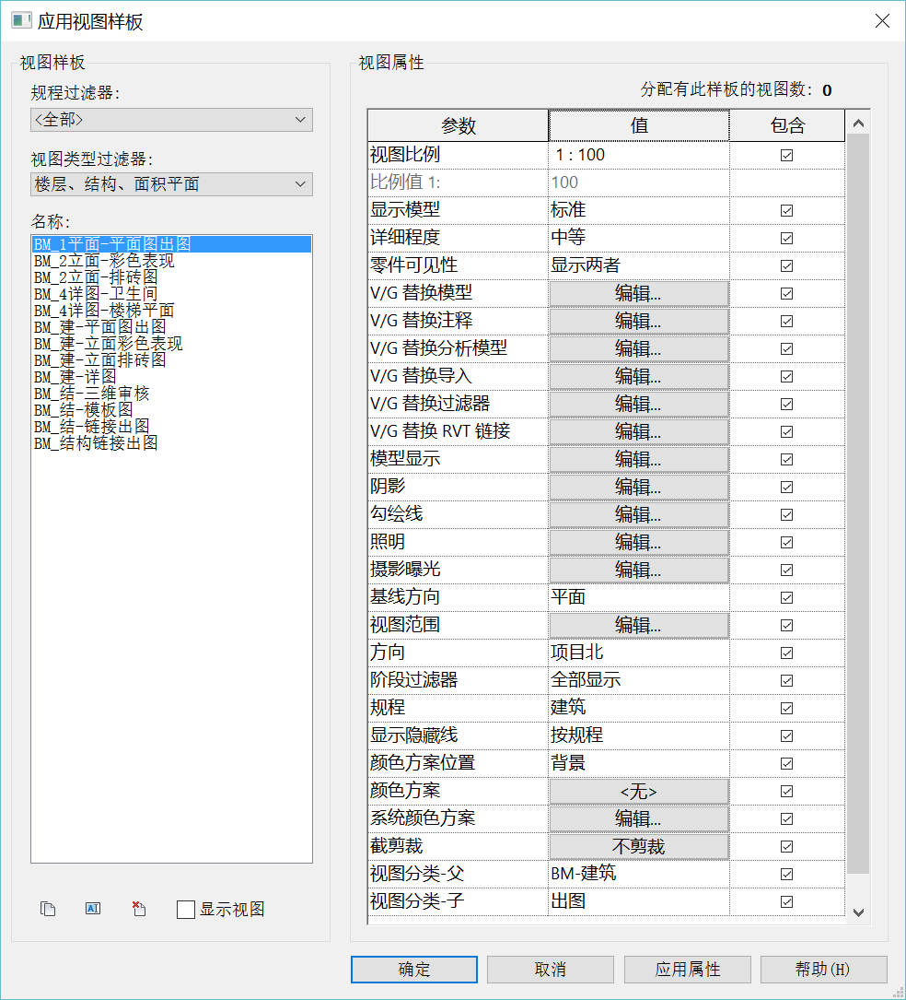 应用视图样板
视图样板
规程过滤器:
<全部>
视图类型过滤器:
楼层、结构、面积平面
名称:
BM_1平面-平面图出图
BM_2立面-彩色表现
BM_2立面-排砖图
BM_4详图-卫生间
BM_4详图-楼梯平面
BM_建-平面图出图
BM_建-立面彩色表现
BM_建-立面排砖图
BM_建-详图
BM_结-三维审核
BM_结-模板图
BM_结-链接出图
BM_结构链接出图
显示视图
视图属性
分配有此样板的视图数: 0
参数 值 包含
视图比例 1 : 100
比例值 1: 100
显示模型 标准
详细程度 中等
零件可见性 显示两者
V/G 替换模型 编辑...
V/G 替换注释 编辑...
V/G 替换分析模型 编辑...
V/G 替换导入 编辑...
V/G 替换过滤器 编辑...
V/G 替换 RVT 链接 编辑...
模型显示 编辑...
阴影 编辑...
勾绘线 编辑...
照明 编辑...
摄影曝光 编辑...
基线方向 平面
视图范围 编辑...
方向 项目北
阶段过滤器 全部显示
规程 建筑
显示隐藏线 按规程
颜色方案位置 背景
颜色方案 <无>
系统颜色方案 编辑...
截剪裁 不剪裁
视图分类-父 BM-建筑
视图分类-子 出图
确定 取消 应用属性 帮助(H)